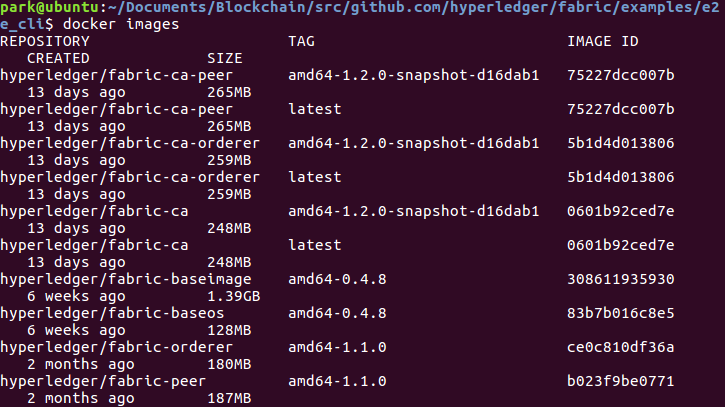 park@ubuntu:~/Documents/Blockchain/src/github.com/hyperledger/fabric/examples/e2
e_cli$ docker images
REPOSITORY TAG IMAGE ID
CREATED SIZE
hyperledger/fabric-ca-peer amd64-1.2.0-snapshot-d16dab1 75227dcc007b
13 days ago 265MB
hyperledger/fabric-ca-peer latest 75227dcc007b
13 days ago 265MB
hyperledger/fabric-ca-orderer amd64-1.2.0-snapshot-d16dab1 5b1d4d013806
13 days ago 259MB
hyperledger/fabric-ca-orderer latest 5b1d4d013806
13 days ago 259MB
hyperledger/fabric-ca amd64-1.2.0-snapshot-d16dab1 0601b92ced7e
13 days ago 248MB
hyperledger/fabric-ca latest 0601b92ced7e
13 days ago 248MB
hyperledger/fabric-baseimage amd64-0.4.8 308611935930
6 weeks ago 1.39GB
hyperledger/fabric-baseos amd64-0.4.8 83b7b016c8e5
6 weeks ago 128MB
hyperledger/fabric-orderer amd64-1.1.0 ce0c810df36a
2 months ago 180MB
hyperledger/fabric-peer amd64-1.1.0 b023f9be0771
2 months ago 187MB